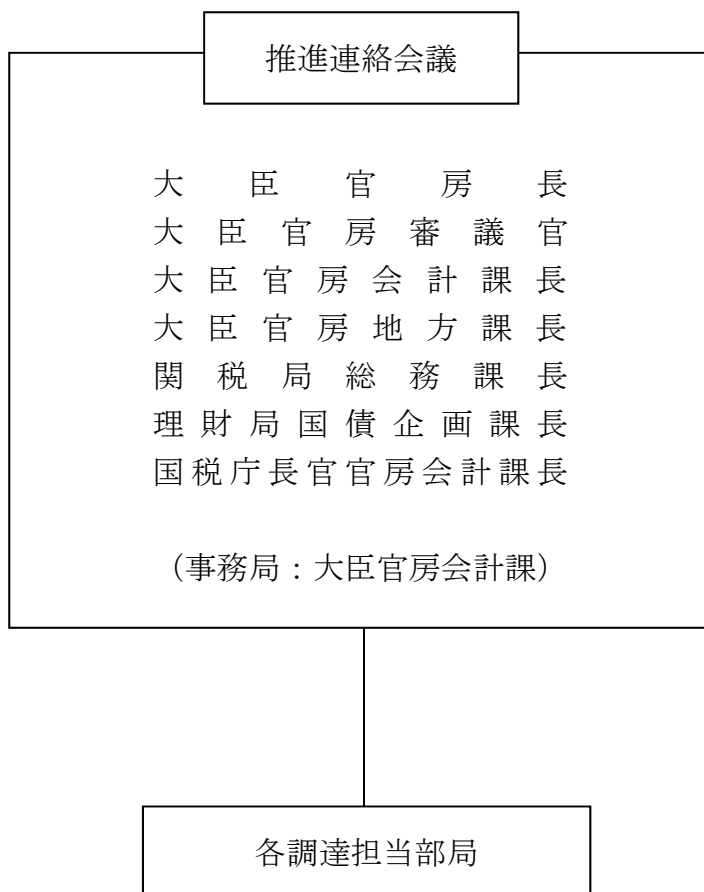 推進連絡会議
大臣官房長
大臣官房審議官
大臣官房会計課長
大臣官房地方課長
関税局総務課長
理財局国債企画課長
国税庁長官官房会計課長
（事務局：大臣官房会計課）
各調達担当部局